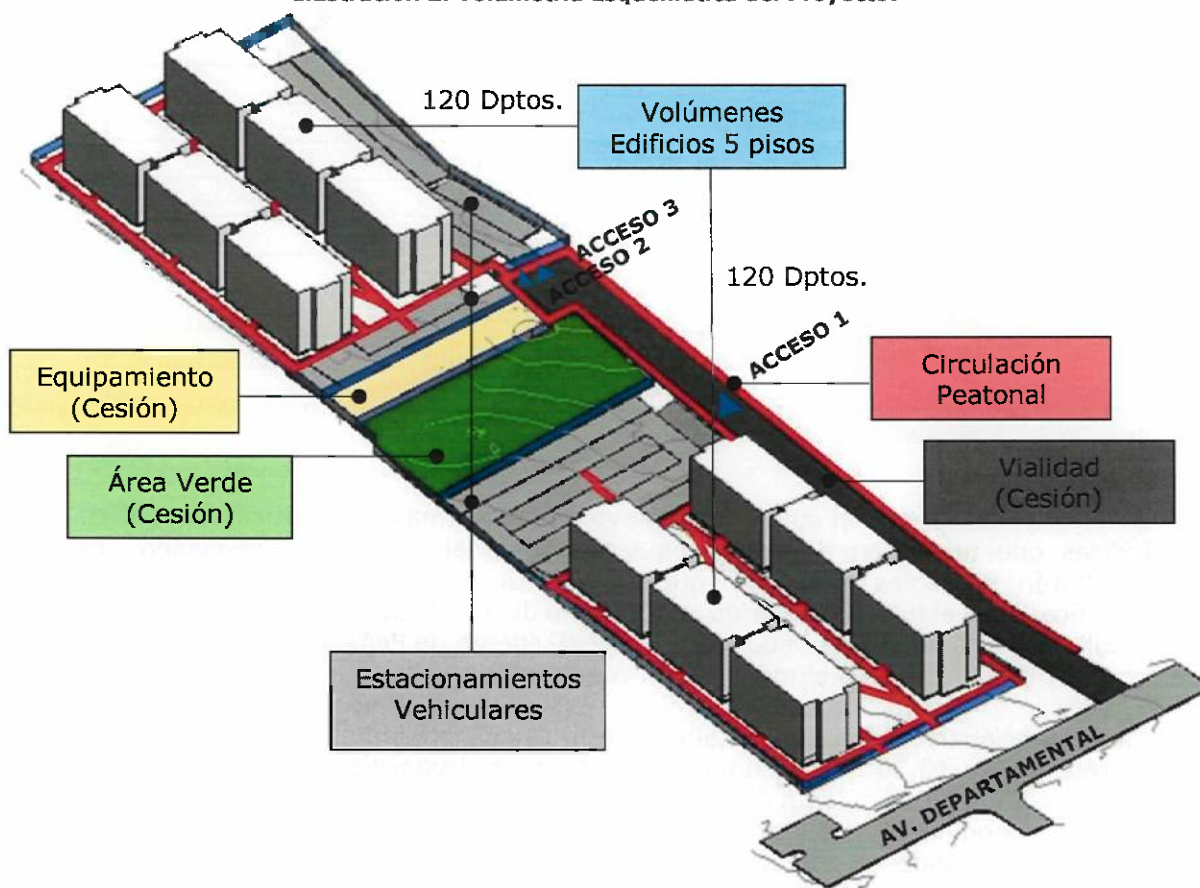 120 Dptos.
Volúmenes
Edificios 5 pisos
ACCESO 3
ACCESO 2
120 Dptos.
ACCESO 1
Equipamiento
(Cesión)
Circulación
Peatonal
Área Verde
(Cesión)
Vialidad
(Cesión)
Estacionamientos
Vehiculares
AV. DEPARTAMENTAL